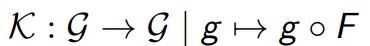 𝒦 : 𝒢 → 𝒢 | g ↦ g ∘ F